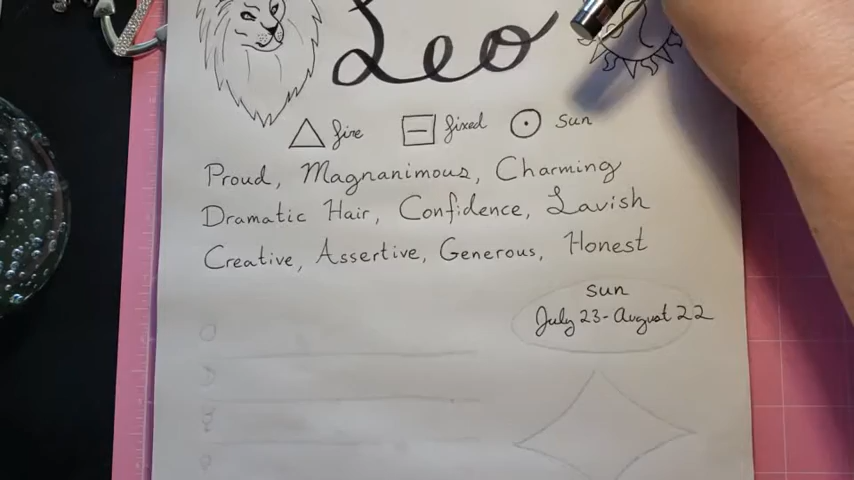 Leo
fire fixed sun
Proud, Magnanimous, Charming
Dramatic Hair, Confidence, Lavish
Creative, Assertive, Generous, Honest
sun
July 23-August 22